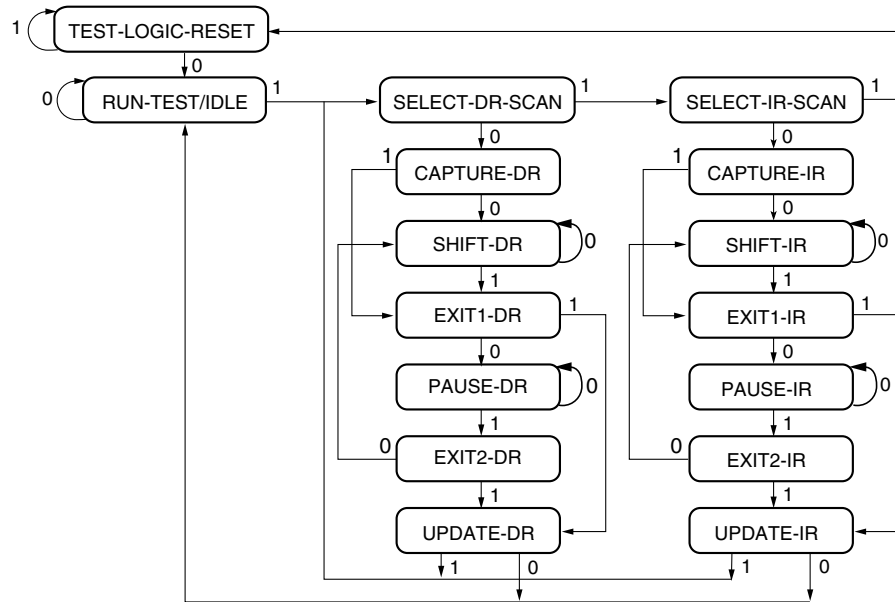 1 TEST-LOGIC-RESET
0
0 RUN-TEST/IDLE 1 SELECT-DR-SCAN 1 SELECT-IR-SCAN 1
0 0
1 CAPTURE-DR 1 CAPTURE-IR
0 0
SHIFT-DR 0 SHIFT-IR 0
1 1
EXIT1-DR 1 EXIT1-IR 1
0 0
PAUSE-DR 0 PAUSE-IR 0
1 1
0 EXIT2-DR 0 EXIT2-IR
1 1
UPDATE-DR UPDATE-IR
1 0 1 0